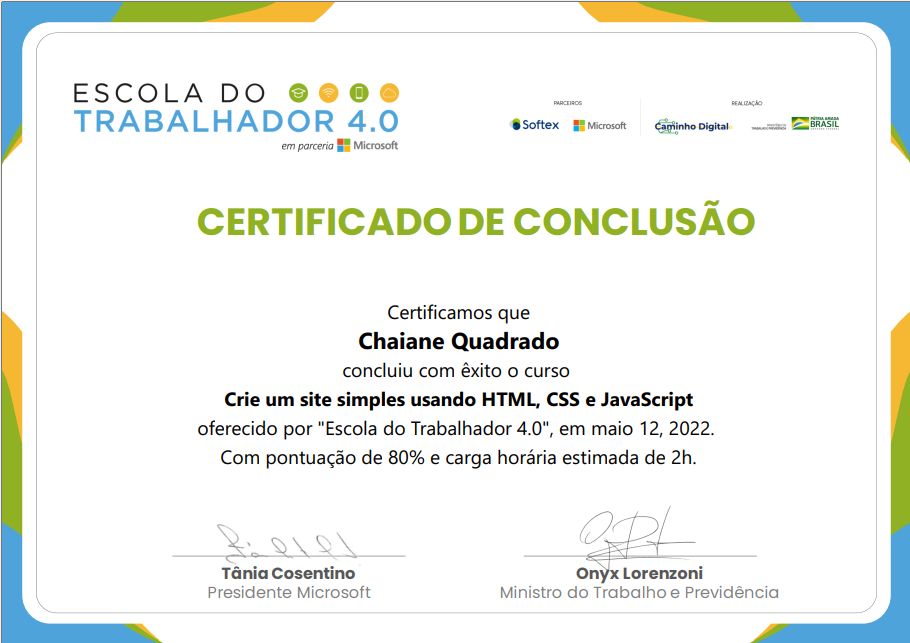 ESCOLA DO
TRABALHADOR 4.0
em parceria Microsoft
PARCEIROS
Softex
Microsoft
REALIZAÇÃO
Caminho Digital
MINISTÉRIO DO
TRABALHO E PREVIDÊNCIA
PÁTRIA AMADA
BRASIL
CERTIFICADO DE CONCLUSÃO
Certificamos que
Chaiane Quadrado
concluiu com êxito o curso
Crie um site simples usando HTML, CSS e JavaScript
oferecido por "Escola do Trabalhador 4.0", em maio 12, 2022.
Com pontuação de 80% e carga horária estimada de 2h.
Tânia Cosentino
Presidente Microsoft
Onyx Lorenzoni
Ministro do Trabalho e Previdência